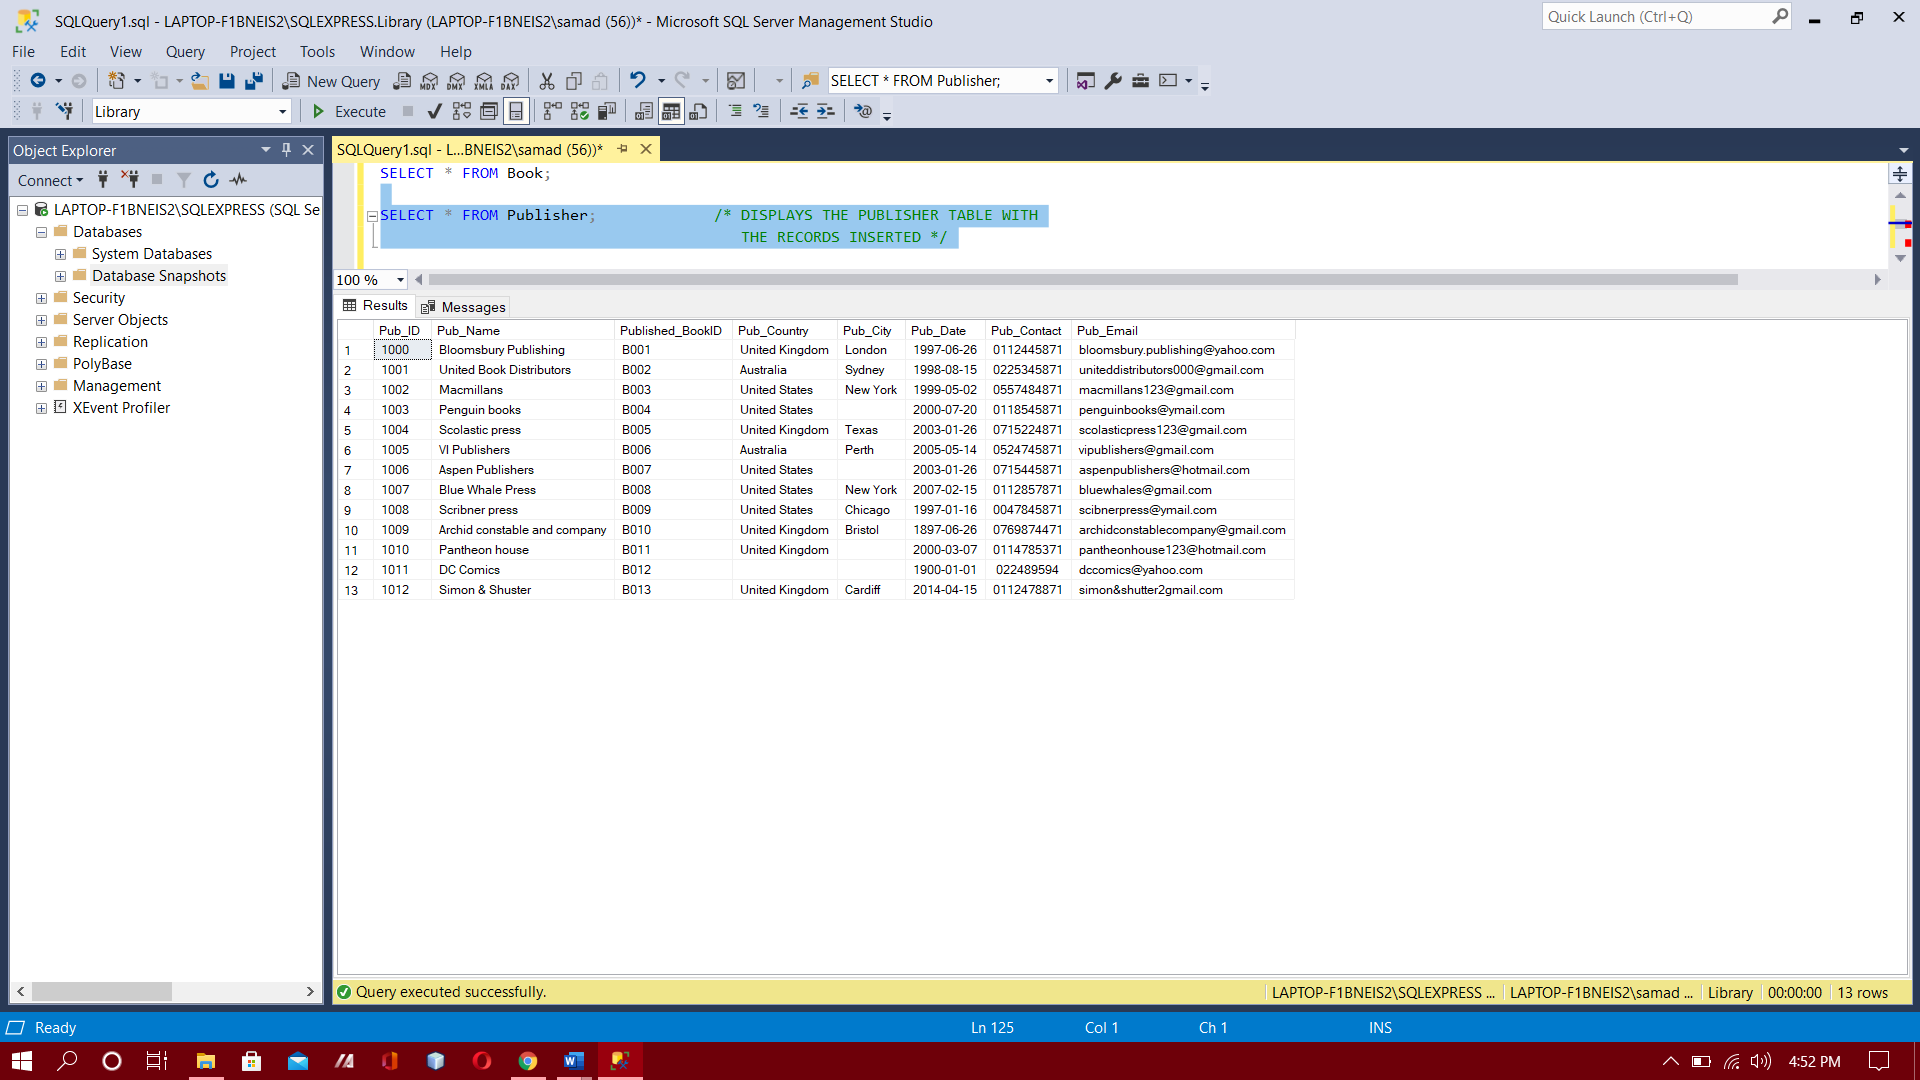 SQLQuery1.sql - LAPTOP-F1BNEIS2\SQLEXPRESS.Library (LAPTOP-F1BNEIS2\samad (56))* - Microsoft SQL Server Management Studio
Quick Launch (Ctrl+Q)
File Edit View Query Project Tools Window Help
New Query MDX DMX XMLA DAX SELECT * FROM Publisher;
Library Execute
Object Explorer
Connect
LAPTOP-F1BNEIS2\SQLEXPRESS (SQL Se
Databases
System Databases
Database Snapshots
Security
Server Objects
Replication
PolyBase
Management
XEvent Profiler
SQLQuery1.sql - L...BNEIS2\samad (56))*
SELECT * FROM Book;
SELECT * FROM Publisher; /* DISPLAYS THE PUBLISHER TABLE WITH
THE RECORDS INSERTED */
100 %
Results Messages
Pub_ID Pub_Name Published_BookID Pub_Country Pub_City Pub_Date Pub_Contact Pub_Email
1 1000 Bloomsbury Publishing B001 United Kingdom London 1997-06-26 0112445871 bloomsbury.publishing@yahoo.com
2 1001 United Book Distributors B002 Australia Sydney 1998-08-15 0225345871 uniteddistributors000@gmail.com
3 1002 Macmillans B003 United States New York 1999-05-02 0557484871 macmillans123@gmail.com
4 1003 Penguin books B004 United States 2000-07-20 0118545871 penguinbooks@ymail.com
5 1004 Scolastic press B005 United Kingdom Texas 2003-01-26 0715224871 scolasticpress123@gmail.com
6 1005 VI Publishers B006 Australia Perth 2005-05-14 0524745871 vipublishers@gmail.com
7 1006 Aspen Publishers B007 United States 2003-01-26 0715445871 aspenpublishers@hotmail.com
8 1007 Blue Whale Press B008 United States New York 2007-02-15 0112857871 bluewhales@gmail.com
9 1008 Scribner press B009 United States Chicago 1997-01-16 0047845871 scibnerpress@ymail.com
10 1009 Archid constable and company B010 United Kingdom Bristol 1897-06-26 0769874471 archidconstablecompany@gmail.com
11 1010 Pantheon house B011 United Kingdom 2000-03-07 0114785371 pantheonhouse123@hotmail.com
12 1011 DC Comics B012 1900-01-01 022489594 dccomics@yahoo.com
13 1012 Simon & Shuster B013 United Kingdom Cardiff 2014-04-15 0112478871 simon&shutter2gmail.com
Query executed successfully. LAPTOP-F1BNEIS2\SQLEXPRESS ... LAPTOP-F1BNEIS2\samad ... Library 00:00:00 13 rows
Ready Ln 125 Col 1 Ch 1 INS
4:52 PM